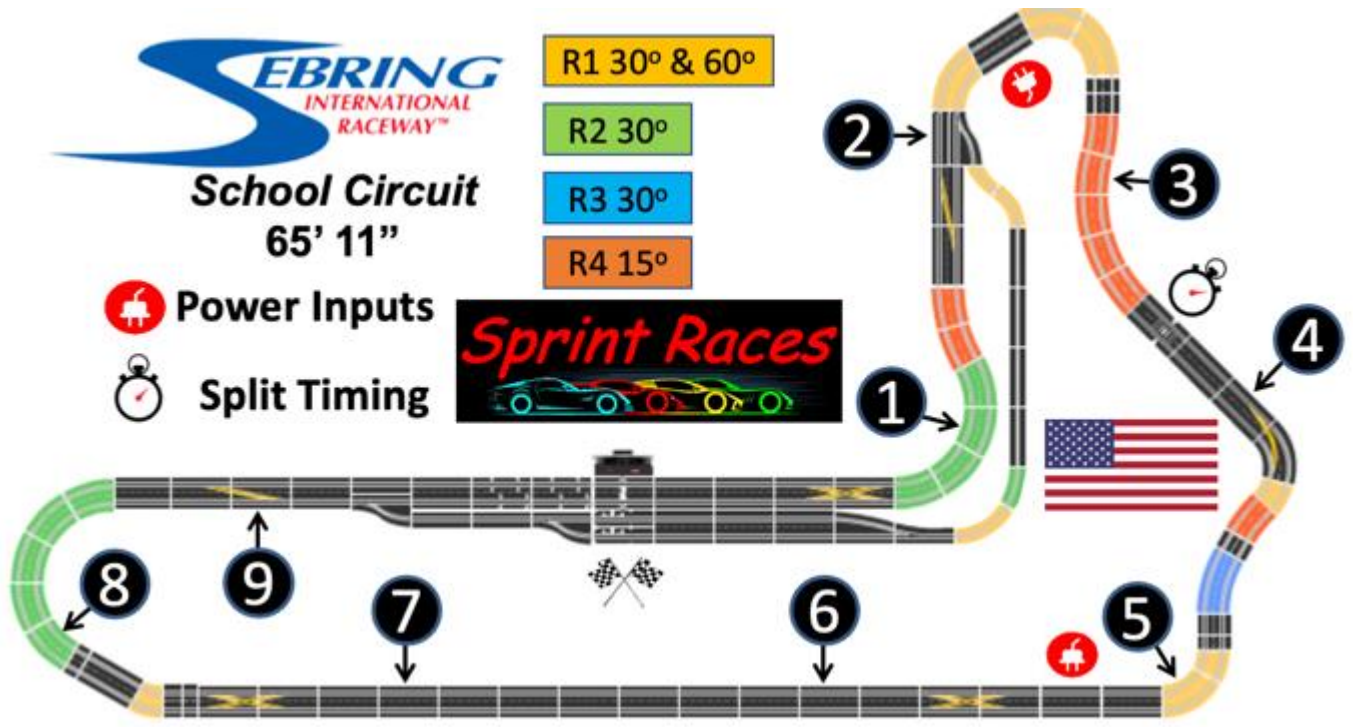 SEBRING
INTERNATIONAL
RACEWAY™
School Circuit
65’ 11”
Power Inputs
Split Timing
R1 30º & 60º
R2 30º
R3 30º
R4 15º
Sprint Races
2
3
4
1
5
6
7
8
9